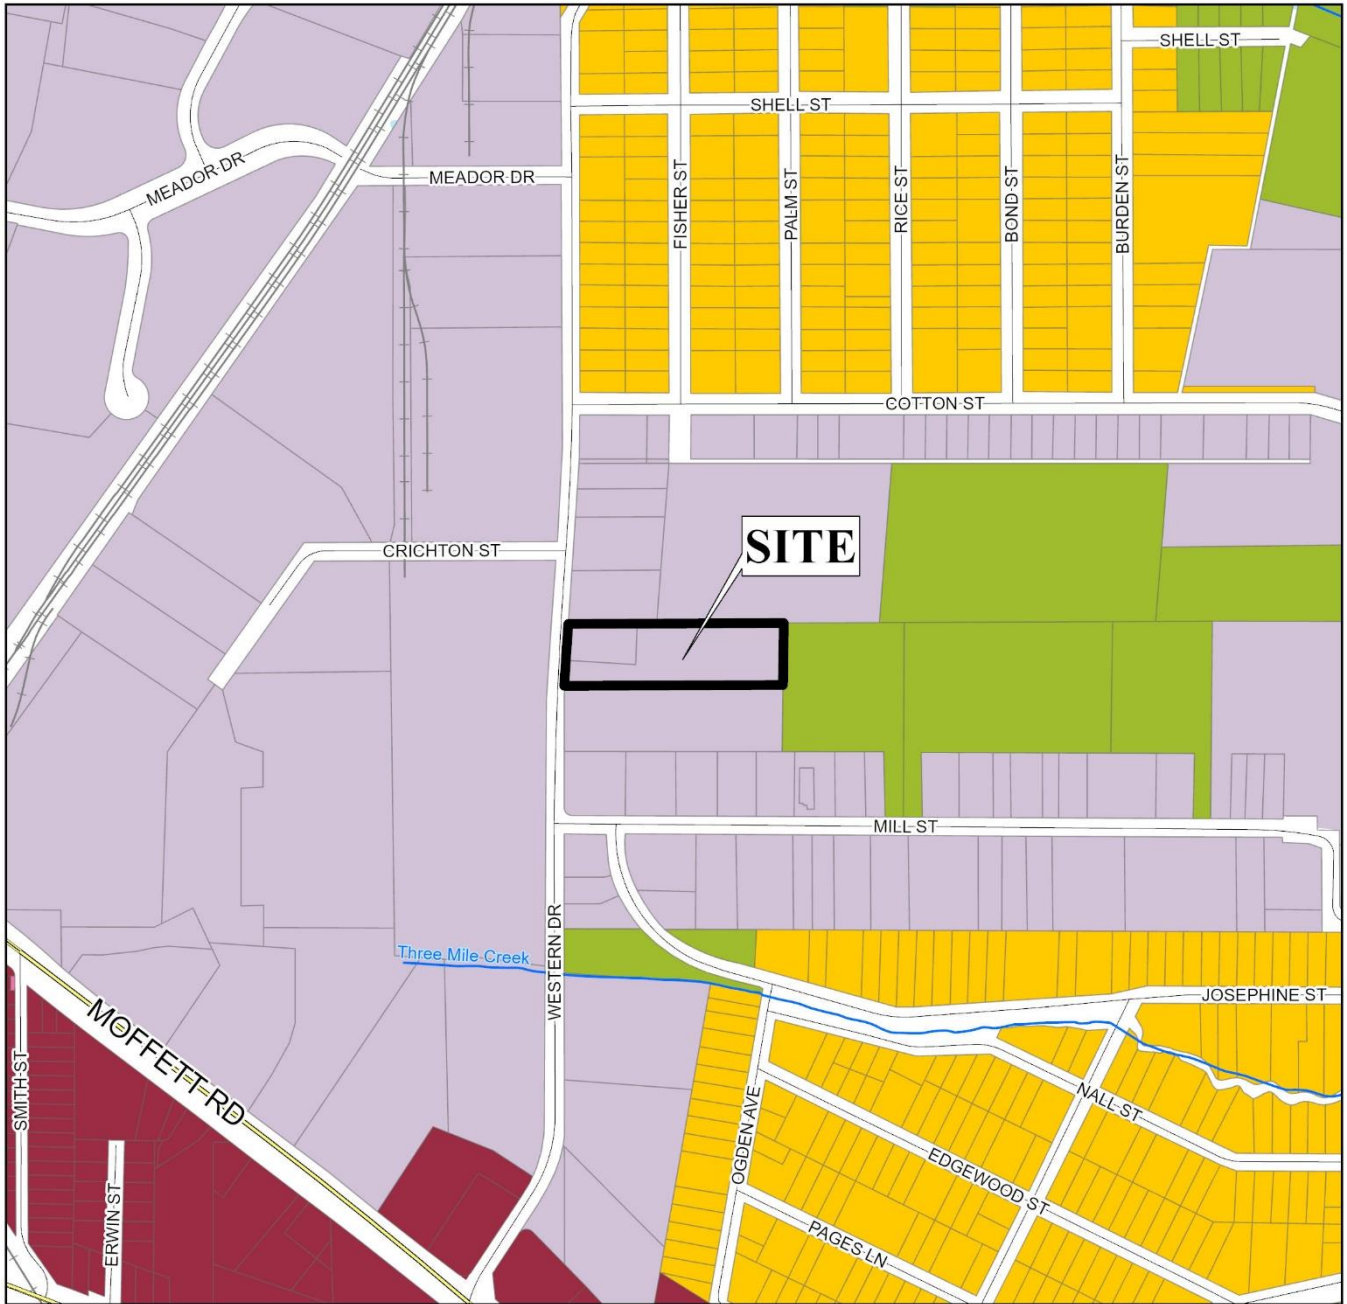 SHELL ST
SHELL ST
MEADOR DR
MEADOR DR
FISHER ST
PALM ST
RICE ST
BOND ST
BURDEN ST
COTTON ST
SITE
CRICHTON ST
MILL ST
WESTERN DR
Three Mile Creek
JOSEPHINE ST
MOFFETT RD
SMITH ST
ERWIN ST
OGDEN AVE
NALL ST
EDGEWOOD ST
PAGES LN